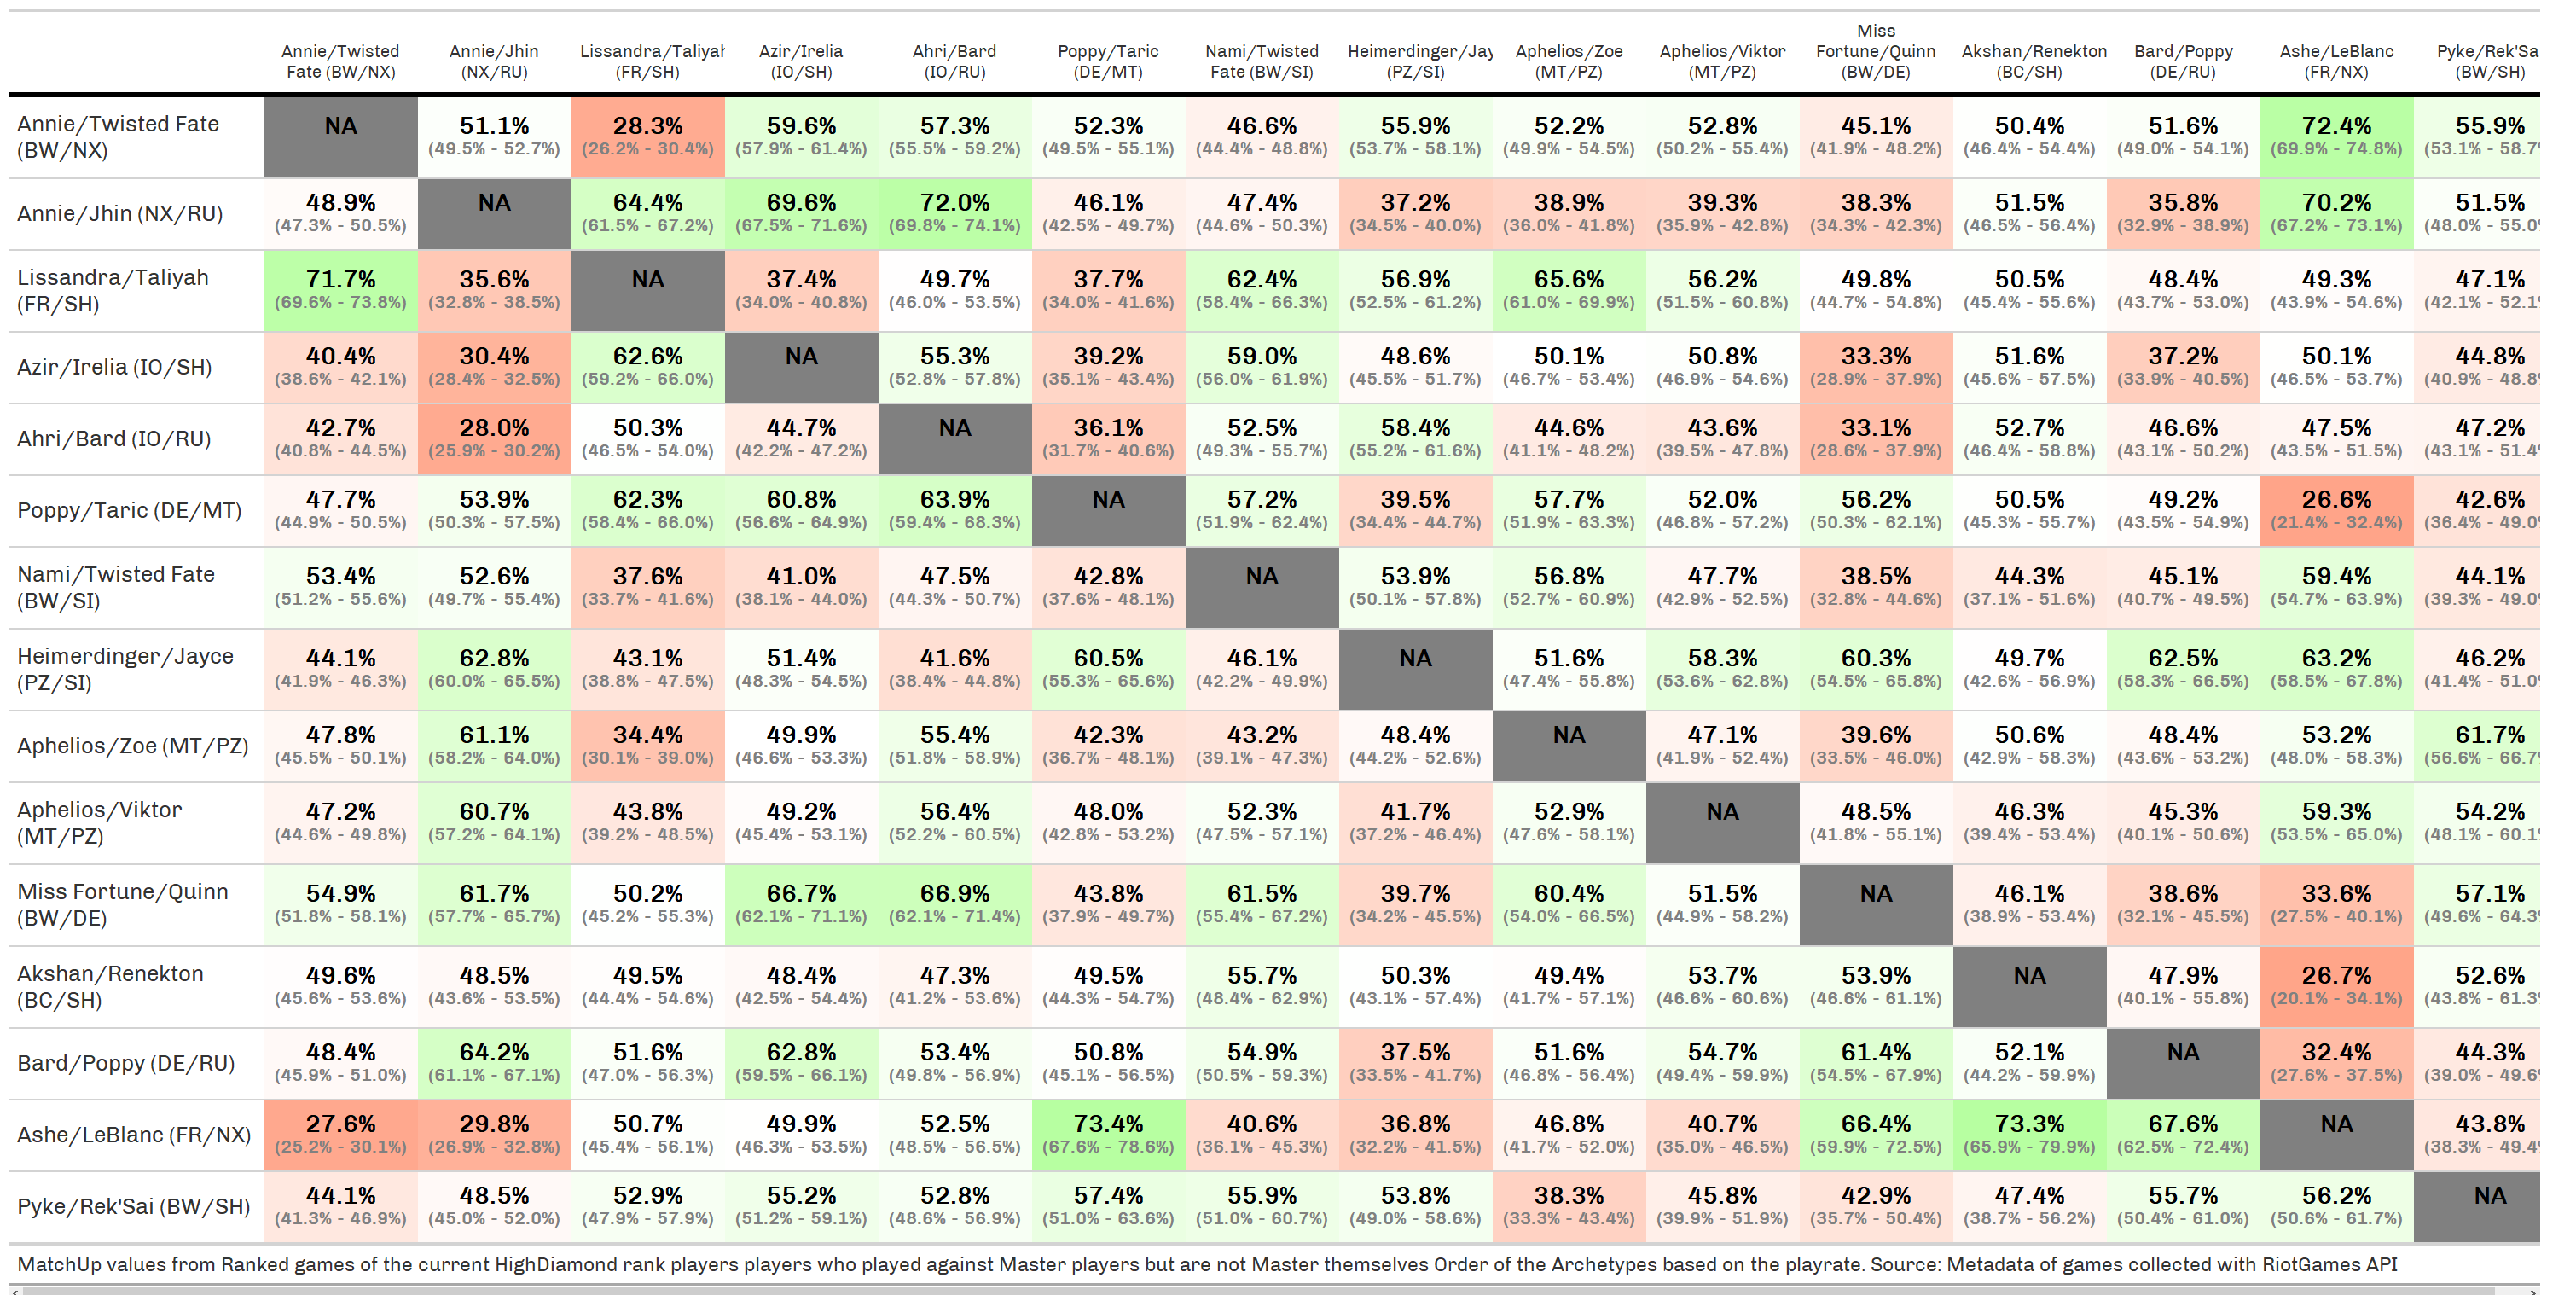 Annie/Twisted Fate (BW/NX) Annie/Jhin (NX/RU) Lissandra/Taliyah (FR/SH) Azir/Irelia (IO/SH) Ahri/Bard (IO/RU) Poppy/Taric (DE/MT) Nami/Twisted Fate (BW/SI) Heimerdinger/Jay (PZ/SI) Aphelios/Zoe (MT/PZ) Aphelios/Viktor (MT/PZ) Miss Fortune/Quinn (BW/DE) Akshan/Renekton (BC/SH) Bard/Poppy (DE/RU) Ashe/LeBlanc (FR/NX) Pyke/Rek'Sa (BW/SH)
Annie/Twisted Fate (BW/NX)
NA 51.1% 28.3% 59.6% 57.3% 52.3% 46.6% 55.9% 52.2% 52.8% 45.1% 50.4% 51.6% 72.4% 55.9%
(49.5% - 52.7%) (26.2% - 30.4%) (57.9% - 61.4%) (55.5% - 59.2%) (49.5% - 55.1%) (44.4% - 48.8%) (53.7% - 58.1%) (49.9% - 54.5%) (50.2% - 55.4%) (41.9% - 48.2%) (46.4% - 54.4%) (49.0% - 54.1%) (69.9% - 74.8%) (53.1% - 58.7
Annie/Jhin (NX/RU)
48.9% NA 64.4% 69.6% 72.0% 46.1% 47.4% 37.2% 38.9% 39.3% 38.3% 51.5% 35.8% 70.2% 51.5%
(47.3% - 50.5%) (61.5% - 67.2%) (67.5% - 71.6%) (69.8% - 74.1%) (42.5% - 49.7%) (44.6% - 50.3%) (34.5% - 40.0%) (36.0% - 41.8%) (35.9% - 42.8%) (34.3% - 42.3%) (46.5% - 56.4%) (32.9% - 38.9%) (67.2% - 73.1%) (48.0% - 55.0
Lissandra/Taliyah (FR/SH)
71.7% 35.6% NA 37.4% 49.7% 37.7% 62.4% 56.9% 65.6% 56.2% 49.8% 50.5% 48.4% 49.3% 47.1%
(69.6% - 73.8%) (32.8% - 38.5%) (34.0% - 40.8%) (46.0% - 53.5%) (34.0% - 41.6%) (58.4% - 66.3%) (52.5% - 61.2%) (61.0% - 69.9%) (51.5% - 60.8%) (44.7% - 54.8%) (45.4% - 55.6%) (43.7% - 53.0%) (43.9% - 54.6%) (42.1% - 52.1
Azir/Irelia (IO/SH)
40.4% 30.4% 62.6% NA 55.3% 39.2% 59.0% 48.6% 50.1% 50.8% 33.3% 51.6% 37.2% 50.1% 44.8%
(38.6% - 42.1%) (28.4% - 32.5%) (59.2% - 66.0%) (52.8% - 57.8%) (35.1% - 43.4%) (56.0% - 61.9%) (45.5% - 51.7%) (46.7% - 53.4%) (46.9% - 54.6%) (28.9% - 37.9%) (45.6% - 57.5%) (33.9% - 40.5%) (46.5% - 53.7%) (40.9% - 48.8
Ahri/Bard (IO/RU)
42.7% 28.0% 50.3% 44.7% NA 36.1% 52.5% 58.4% 44.6% 43.6% 33.1% 52.7% 46.6% 47.5% 47.2%
(40.8% - 44.5%) (25.9% - 30.2%) (46.5% - 54.0%) (42.2% - 47.2%) (31.7% - 40.6%) (49.3% - 55.7%) (55.2% - 61.6%) (41.1% - 48.2%) (39.5% - 47.8%) (28.6% - 37.9%) (46.4% - 58.8%) (43.1% - 50.2%) (43.5% - 51.5%) (43.1% - 51.4
Poppy/Taric (DE/MT)
47.7% 53.9% 62.3% 60.8% 63.9% NA 57.2% 39.5% 57.7% 52.0% 56.2% 50.5% 49.2% 26.6% 42.6%
(44.9% - 50.5%) (50.3% - 57.5%) (58.4% - 66.0%) (56.6% - 64.9%) (59.4% - 68.3%) (51.9% - 62.4%) (34.4% - 44.7%) (51.9% - 63.3%) (46.8% - 57.2%) (50.3% - 62.1%) (45.3% - 55.7%) (43.5% - 54.9%) (21.4% - 32.4%) (36.4% - 49.0
Nami/Twisted Fate (BW/SI)
53.4% 52.6% 37.6% 41.0% 47.5% 42.8% NA 53.9% 56.8% 47.7% 38.5% 44.3% 45.1% 59.4% 44.1%
(51.2% - 55.6%) (49.7% - 55.4%) (33.7% - 41.6%) (38.1% - 44.0%) (44.3% - 50.7%) (37.6% - 48.1%) (50.1% - 57.8%) (52.7% - 60.9%) (42.9% - 52.5%) (32.8% - 44.6%) (37.1% - 51.6%) (40.7% - 49.5%) (54.7% - 63.9%) (39.3% - 49.0
Heimerdinger/Jayce (PZ/SI)
44.1% 62.8% 43.1% 51.4% 41.6% 60.5% 46.1% NA 51.6% 58.3% 60.3% 49.7% 62.5% 63.2% 46.2%
(41.9% - 46.3%) (60.0% - 65.5%) (38.8% - 47.5%) (48.3% - 54.5%) (38.4% - 44.8%) (55.3% - 65.6%) (42.2% - 49.9%) (47.4% - 55.8%) (53.6% - 62.8%) (54.5% - 65.8%) (42.6% - 56.9%) (58.3% - 66.5%) (58.5% - 67.8%) (41.4% - 51.0
Aphelios/Zoe (MT/PZ)
47.8% 61.1% 34.4% 49.9% 55.4% 42.3% 43.2% 48.4% NA 47.1% 39.6% 50.6% 48.4% 53.2% 61.7%
(45.5% - 50.1%) (58.2% - 64.0%) (30.1% - 39.0%) (46.6% - 53.3%) (51.8% - 58.9%) (36.7% - 48.1%) (39.1% - 47.3%) (44.2% - 52.6%) (41.9% - 52.4%) (33.5% - 46.0%) (42.9% - 58.3%) (43.6% - 53.2%) (48.0% - 58.3%) (56.6% - 66.7
Aphelios/Viktor (MT/PZ)
47.2% 60.7% 43.8% 49.2% 56.4% 48.0% 52.3% 41.7% 52.9% NA 48.5% 46.3% 45.3% 59.3% 54.2%
(44.6% - 49.8%) (57.2% - 64.1%) (39.2% - 48.5%) (45.4% - 53.1%) (52.2% - 60.5%) (42.8% - 53.2%) (47.5% - 57.1%) (37.2% - 46.4%) (47.6% - 58.1%) (41.8% - 55.1%) (39.4% - 53.4%) (40.1% - 50.6%) (53.5% - 65.0%) (48.1% - 60.1
Miss Fortune/Quinn (BW/DE)
54.9% 61.7% 50.2% 66.7% 66.9% 43.8% 61.5% 39.7% 60.4% 51.5% NA 46.1% 38.6% 33.6% 57.1%
(51.8% - 58.1%) (57.7% - 65.7%) (45.2% - 55.3%) (62.1% - 71.1%) (62.1% - 71.4%) (37.9% - 49.7%) (55.4% - 67.2%) (34.2% - 45.5%) (54.0% - 66.5%) (44.9% - 58.2%) (38.9% - 53.4%) (32.1% - 45.5%) (27.5% - 40.1%) (49.6% - 64.3
Akshan/Renekton (BC/SH)
49.6% 48.5% 49.5% 48.4% 47.3% 49.5% 55.7% 50.3% 49.4% 53.7% 53.9% NA 47.9% 26.7% 52.6%
(45.6% - 53.6%) (43.6% - 53.5%) (44.4% - 54.6%) (42.5% - 54.4%) (41.2% - 53.6%) (44.3% - 54.7%) (48.4% - 62.9%) (43.1% - 57.4%) (41.7% - 57.1%) (46.6% - 60.6%) (46.6% - 61.1%) (40.1% - 55.8%) (20.1% - 34.1%) (43.8% - 61.3
Bard/Poppy (DE/RU)
48.4% 64.2% 51.6% 62.8% 53.4% 50.8% 54.9% 37.5% 51.6% 54.7% 61.4% 52.1% NA 32.4% 44.3%
(45.9% - 51.0%) (61.1% - 67.1%) (47.0% - 56.3%) (59.5% - 66.1%) (49.8% - 56.9%) (45.1% - 56.5%) (50.5% - 59.3%) (33.5% - 41.7%) (46.8% - 56.4%) (49.4% - 59.9%) (54.5% - 67.9%) (44.2% - 59.9%) (27.6% - 37.5%) (39.0% - 49.6
Ashe/LeBlanc (FR/NX)
27.6% 29.8% 50.7% 49.9% 52.5% 73.4% 40.6% 36.8% 46.8% 40.7% 66.4% 73.3% 67.6% NA 43.8%
(25.2% - 30.1%) (26.9% - 32.8%) (45.4% - 56.1%) (46.3% - 53.5%) (48.5% - 56.5%) (67.6% - 78.6%) (36.1% - 45.3%) (32.2% - 41.5%) (41.7% - 52.0%) (35.0% - 46.5%) (59.9% - 72.5%) (65.9% - 79.9%) (62.5% - 72.4%) (38.3% - 49.4
Pyke/Rek'Sai (BW/SH)
44.1% 48.5% 52.9% 55.2% 52.8% 57.4% 55.9% 53.8% 38.3% 45.8% 42.9% 47.4% 55.7% 56.2% NA
(41.3% - 46.9%) (45.0% - 52.0%) (47.9% - 57.9%) (51.2% - 59.1%) (48.6% - 56.9%) (51.0% - 63.6%) (51.0% - 60.7%) (49.0% - 58.6%) (33.3% - 43.4%) (39.9% - 51.9%) (35.7% - 50.4%) (38.7% - 56.2%) (50.4% - 61.0%) (50.6% - 61.7%)
MatchUp values from Ranked games of the current HighDiamond rank players players who played against Master players but are not Master themselves Order of the Archetypes based on the playrate. Source: Metadata of games collected with RiotGames API